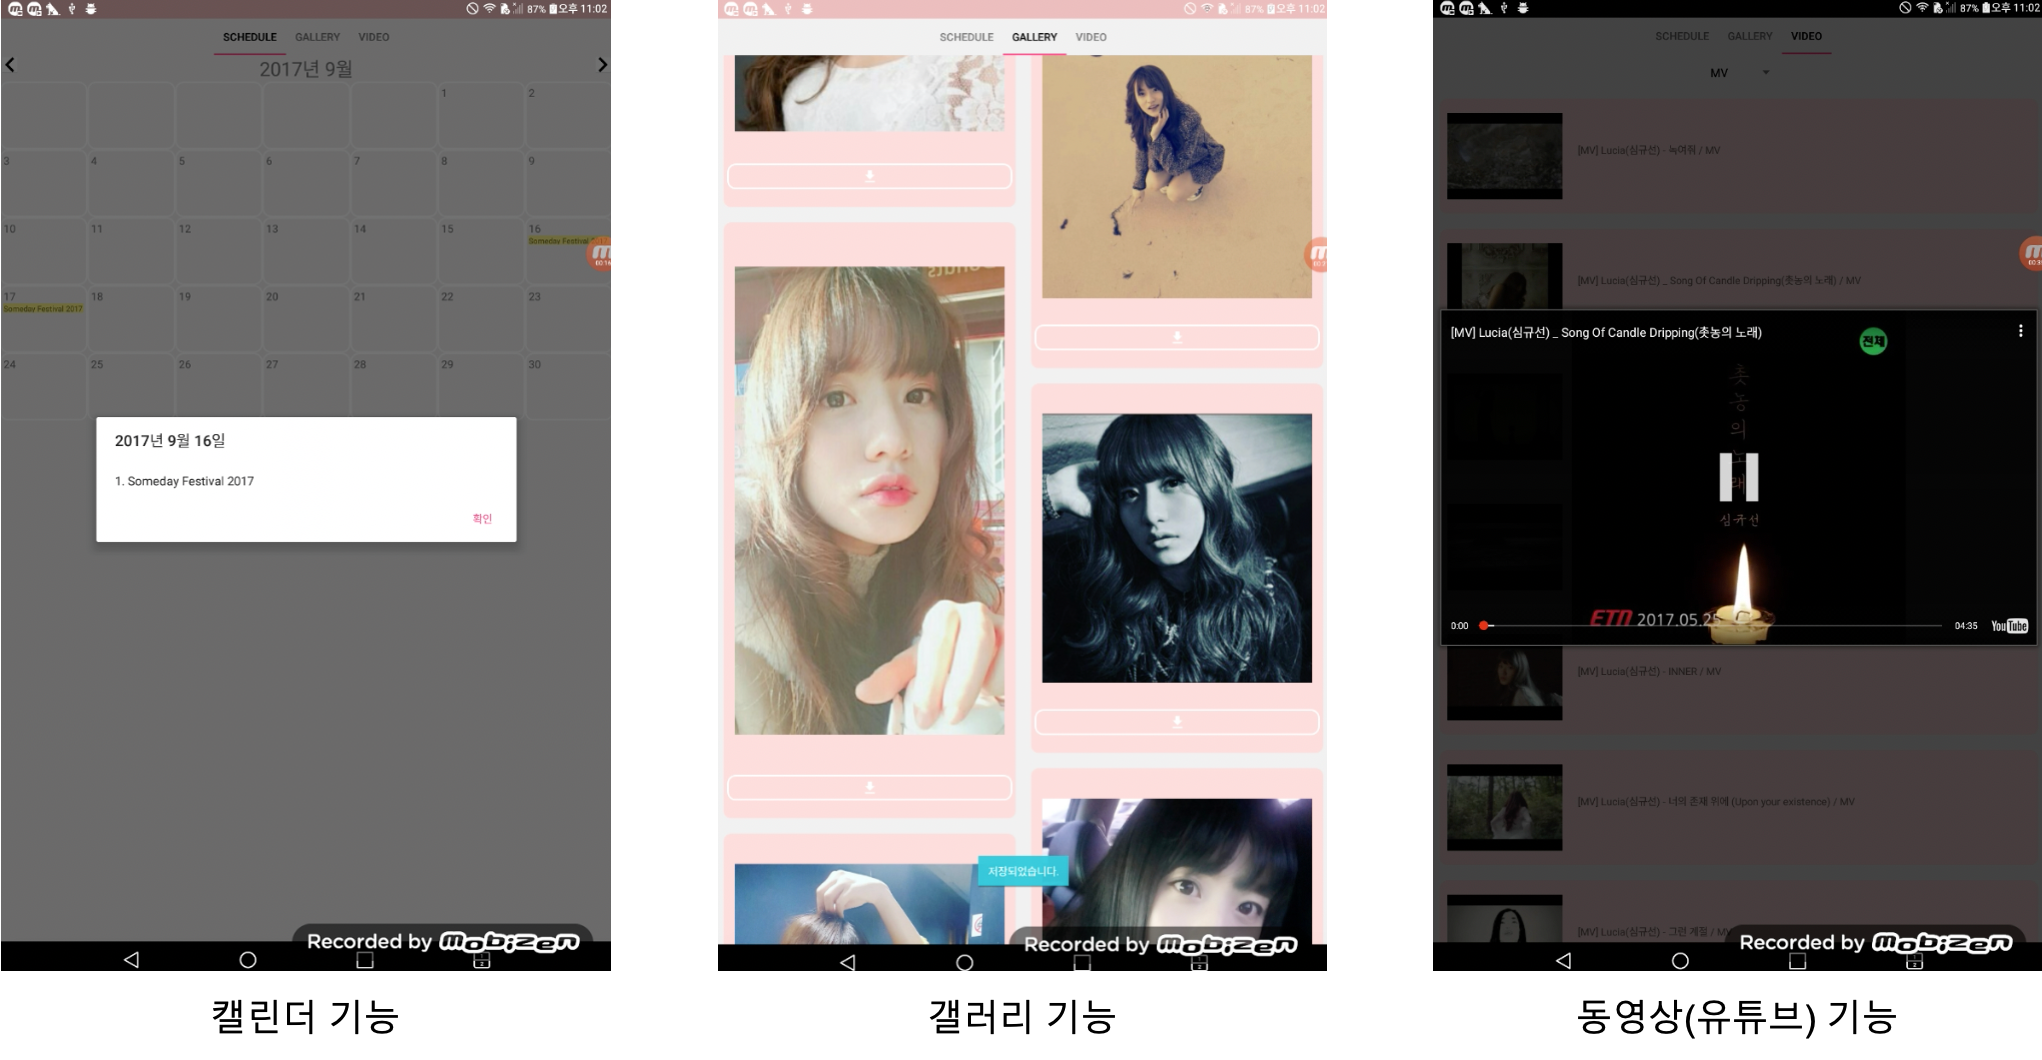 87% 오후 11:02
SCHEDULE GALLERY VIDEO
2017년 9월
1 2
3 4 5 6 7 8 9
10 11 12 13 14 15 16
Someday Festival 2017
17 18 19 20 21 22 23
Someday Festival 2017
24 25 26 27 28 29 30
2017년 9월 16일
1. Someday Festival 2017
확인
Recorded by mobizen
캘린더 기능
87% 오후 11:02
SCHEDULE GALLERY VIDEO
저장되었습니다.
Recorded by mobizen
갤러리 기능
87% 오후 11:02
SCHEDULE GALLERY VIDEO
MV
[MV] Lucia(심규선) - 녹여줘 / MV
[MV] Lucia(심규선) _ Song Of Candle Dripping(촛농의 노래) / MV
[MV] Lucia(심규선) _ Song Of Candle Dripping(촛농의 노래)
전체
촛농의 노래
심규선
ETN 2017.05.25
0:00 04:35 YouTube
[MV] Lucia(심규선) - INNER / MV
[MV] Lucia(심규선) - 너의 존재 위에 (Upon your existence) / MV
[MV] Lucia(심규선) - 그런 계절 / MV
Recorded by mobizen
동영상(유튜브) 기능